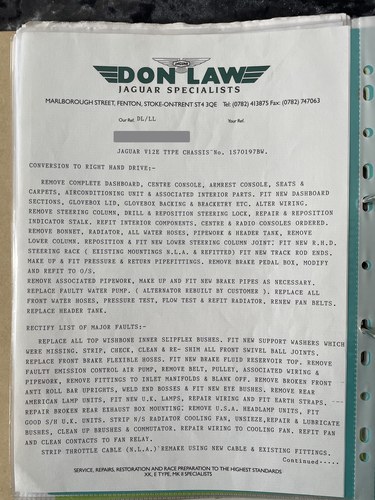 DON LAW
JAGUAR SPECIALISTS
MARLBOROUGH STREET, FENTON, STOKE-ON-TRENT ST4 3QE Tel: (0782) 413875 Fax: (0782) 747063
Our Ref. DL/LL Your Ref.
JAGUAR V12E TYPE CHASSIS No. 1S70197BW.
CONVERSION TO RIGHT HAND DRIVE:-
REMOVE COMPLETE DASHBOARD, CENTRE CONSOLE, ARMREST CONSOLE, SEATS &
CARPETS, AIRCONDITIONING UNIT & ASSOCIATED INTERIOR PARTS, FIT NEW DASHBOARD
SECTIONS, GLOVEBOX LID, GLOVEBOX BACKING & BRACKETRY ETC. ALTER WIRING.
REMOVE STEERING COLUMN, DRILL & REPOSITION STEERING LOCK, REPAIR & REPOSITION
INDICATOR STALK. REFIT INTERIOR COMPONENTS. CENTRE & RADIO CONSOLES ORDERED.
REMOVE BONNET, RADIATOR, ALL WATER HOSES, PIPEWORK & HEADER TANK. REMOVE
LOWER COLUMN. REPOSITION & FIT NEW LOWER STEERING COLUMN JOINT. FIT NEW R.H.D.
STEERING RACK ( EXISTING MOUNTINGS N.L.A. & REFITTED) FIT NEW TRACK ROD ENDS.
MAKE UP & FIT PRESSURE & RETURN PIPEFITTINGS. REMOVE BRAKE PEDAL BOX, MODIFY
AND REFIT TO O/S.
REMOVE ASSOCIATED PIPEWORK, MAKE UP AND FIT NEW BRAKE PIPES AS NECESSARY.
REPLACE FAULTY WATER PUMP. ( ALTERNATOR REBUILT BY CUSTOMER ). REPLACE ALL
FRONT WATER HOSES, PRESSURE TEST, FLOW TEST & REFIT RADIATOR. RENEW FAN BELTS.
REPLACE HEADER TANK.
RECTIFY LIST OF MAJOR FAULTS:-
REPLACE ALL TOP WISHBONE INNER SEIPFLEX BUSHES. FIT NEW SUPPORT WASHERS WHICH
WERE MISSING. STRIP, CHECK, CLEAN & RE- SHIM ALL FRONT SWIVEL BALL JOINTS.
REPLACE FRONT BRAKE FLEXIBLE HOSES. FIT NEW BRAKE FLUID RESERVOIR TOP. REMOVE
FAULTY EMISSION CONTROL AIR PUMP, REMOVE BELT, PULLEY, ASSOCIATED WIRING &
PIPEWORK, REMOVE FITTINGS TO INLET MANIFOLDS & BLANK OFF. REMOVE BROKEN FRONT
ANTI ROLL BAR UPRIGHTS, WELD END BOSSES & FIT NEW EYE BUSHES. REMOVE REAR
AMERICAN LAMP UNITS, FIT NEW U.K. LAMPS, REPAIR WIRING AND FIT EARTH STRAPS.
REPAIR BROKEN REAR EXHAUST BOX MOUNTING; REMOVE U.S.A. HEADLAMP UNITS, FIT
GOOD S/H U.K. UNITS. STRIP N/S RADIATOR COOLING FAN, UNSIEZE, REPAIR & LUBRICATE
BUSHES, CLEAN UP BRUSHES & COMMUTATOR. REPAIR WIRING TO COOLING FAN. REFIT FAN
AND CLEAN CONTACTS TO FAN RELAY.
STRIP THROTTLE CABLE (N.L.A.) REMAKE USING NEW CABLE & EXISTING FITTINGS.
Continued.....
SERVICE, REPAIRS, RESTORATION AND RACE PREPARATION TO THE HIGHEST STANDARDS
XK, E TYPE, MK II SPECIALISTS